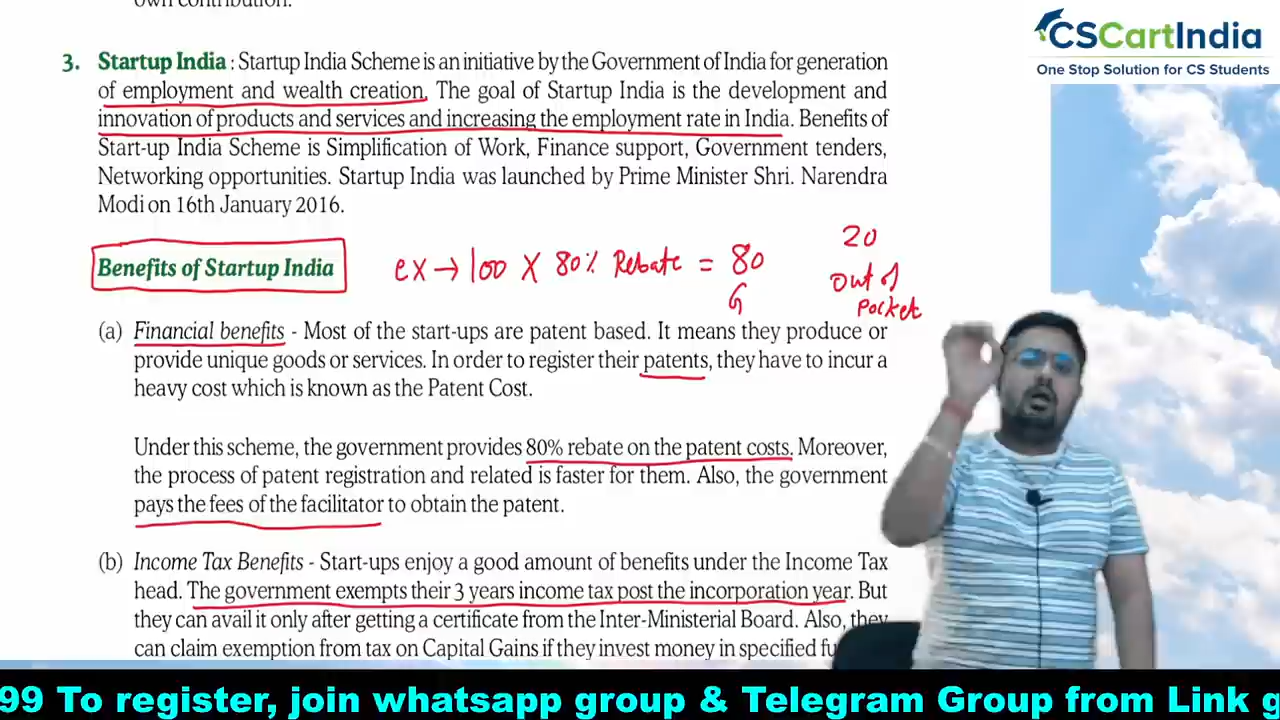 own contribution.
CSCartIndia
One Stop Solution for CS Students
3. Startup India : Startup India Scheme is an initiative by the Government of India for generation
of employment and wealth creation. The goal of Startup India is the development and
innovation of products and services and increasing the employment rate in India. Benefits of
Start-up India Scheme is Simplification of Work, Finance support, Government tenders,
Networking opportunities. Startup India was launched by Prime Minister Shri. Narendra
Modi on 16th January 2016.
Benefits of Startup India
ex → 100 X 80% Rebate = 80
20
out of
Pocket
(a) Financial benefits - Most of the start-ups are patent based. It means they produce or
provide unique goods or services. In order to register their patents, they have to incur a
heavy cost which is known as the Patent Cost.
Under this scheme, the government provides 80% rebate on the patent costs. Moreover,
the process of patent registration and related is faster for them. Also, the government
pays the fees of the facilitator to obtain the patent.
(b) Income Tax Benefits - Start-ups enjoy a good amount of benefits under the Income Tax
head. The government exempts their 3 years income tax post the incorporation year. But
they can avail it only after getting a certificate from the Inter-Ministerial Board. Also, they
can claim exemption from tax on Capital Gains if they invest money in specified
99 To register, join whatsapp group & Telegram Group from Link